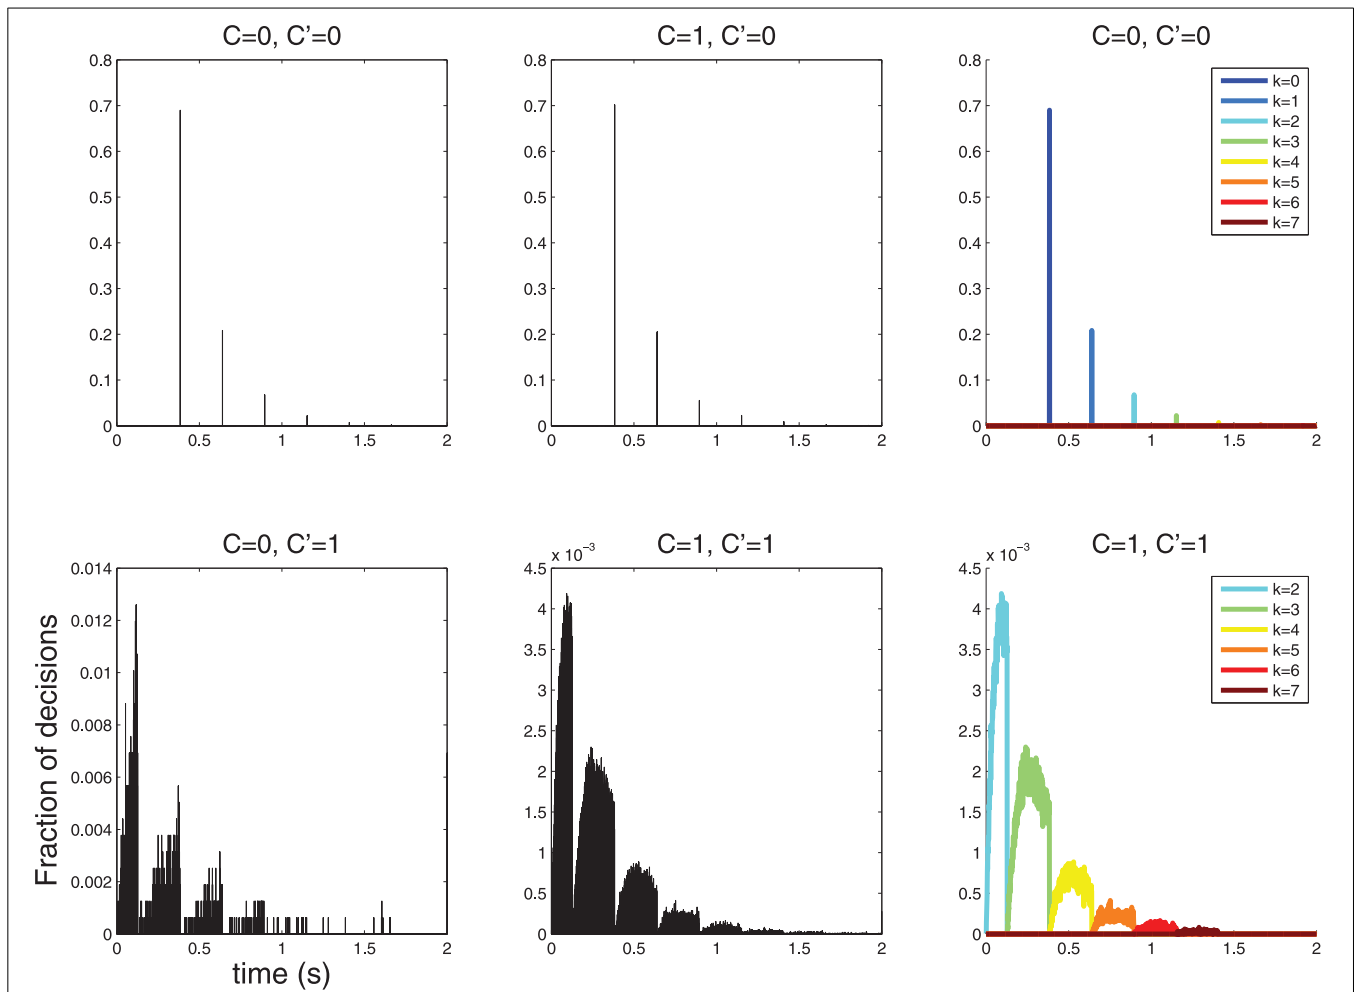 C=0, C'=0
0.8
0.7
0.6
0.5
0.4
0.3
0.2
0.1
0
0 0.5 1 1.5 2
C=1, C'=0
0.8
0.7
0.6
0.5
0.4
0.3
0.2
0.1
0
0 0.5 1 1.5 2
C=0, C'=0
0.8
0.7
0.6
0.5
0.4
0.3
0.2
0.1
0
0 0.5 1 1.5 2
k=0
k=1
k=2
k=3
k=4
k=5
k=6
k=7
C=0, C'=1
0.014
0.012
0.01
0.008
0.006
0.004
0.002
0
0 0.5 1 1.5 2
Fraction of decisions
time (s)
C=1, C'=1
x 10⁻³
4.5
4
3.5
3
2.5
2
1.5
1
0.5
0
0 0.5 1 1.5 2
C=1, C'=1
x 10⁻³
4.5
4
3.5
3
2.5
2
1.5
1
0.5
0
0 0.5 1 1.5 2
k=2
k=3
k=4
k=5
k=6
k=7